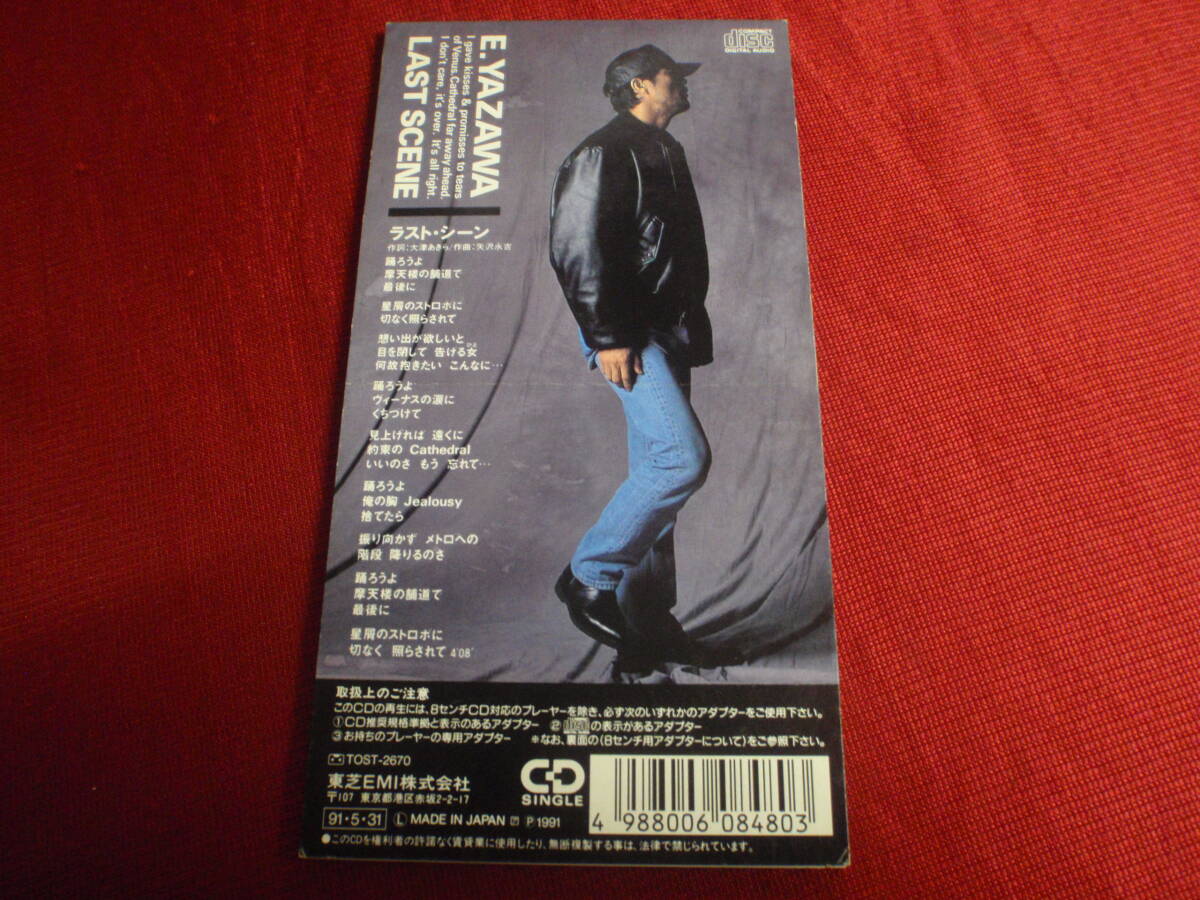 COMPACT
disc
DIGITAL AUDIO
E.YAZAWA
I gave kisses & promisses to tears
of Venus. Cathedral far away ahead.
I don't care, it's over. It's all right.
LAST SCENE
ラスト・シーン
作詞:大津あきら/作曲:矢沢永吉
踊ろうよ
摩天楼の舗道で
最後に
星屑のストロボに
切なく照らされて
想い出が欲しいと
目を閉じて 告げる女
ひと
何故抱きたい こんなに…
踊ろうよ
ヴィーナスの涙に
くちづけて
見上げれば 遠くに
約束の Cathedral
いいのさ もう 忘れて…
踊ろうよ
俺の胸 Jealousy
捨てたら
振り向かず メトロへの
階段 降りるのさ
踊ろうよ
摩天楼の舗道で
最後に
星屑のストロボに
切なく 照らされて 4'08"
取扱上のご注意
このCDの再生には、8センチCD対応のプレーヤーを除き、必ず次のいずれかのアダプターをご使用下さい。
①CD推奨規格準拠と表示のあるアダプター ②の表示があるアダプター
③お持ちのプレーヤーの専用アダプター ※なお、裏面の〈8センチ用アダプターについて〉をご参照下さい。
TOST-2670
東芝EMI株式会社
〒107 東京都港区赤坂2-2-17
91・5・31 Ⓛ MADE IN JAPAN Ⓟ1991
CD
SINGLE
4 988006 084803
●このCDを権利者の許諾なく賃貸業に使用したり、無断複製する事は、法律で禁じられています。